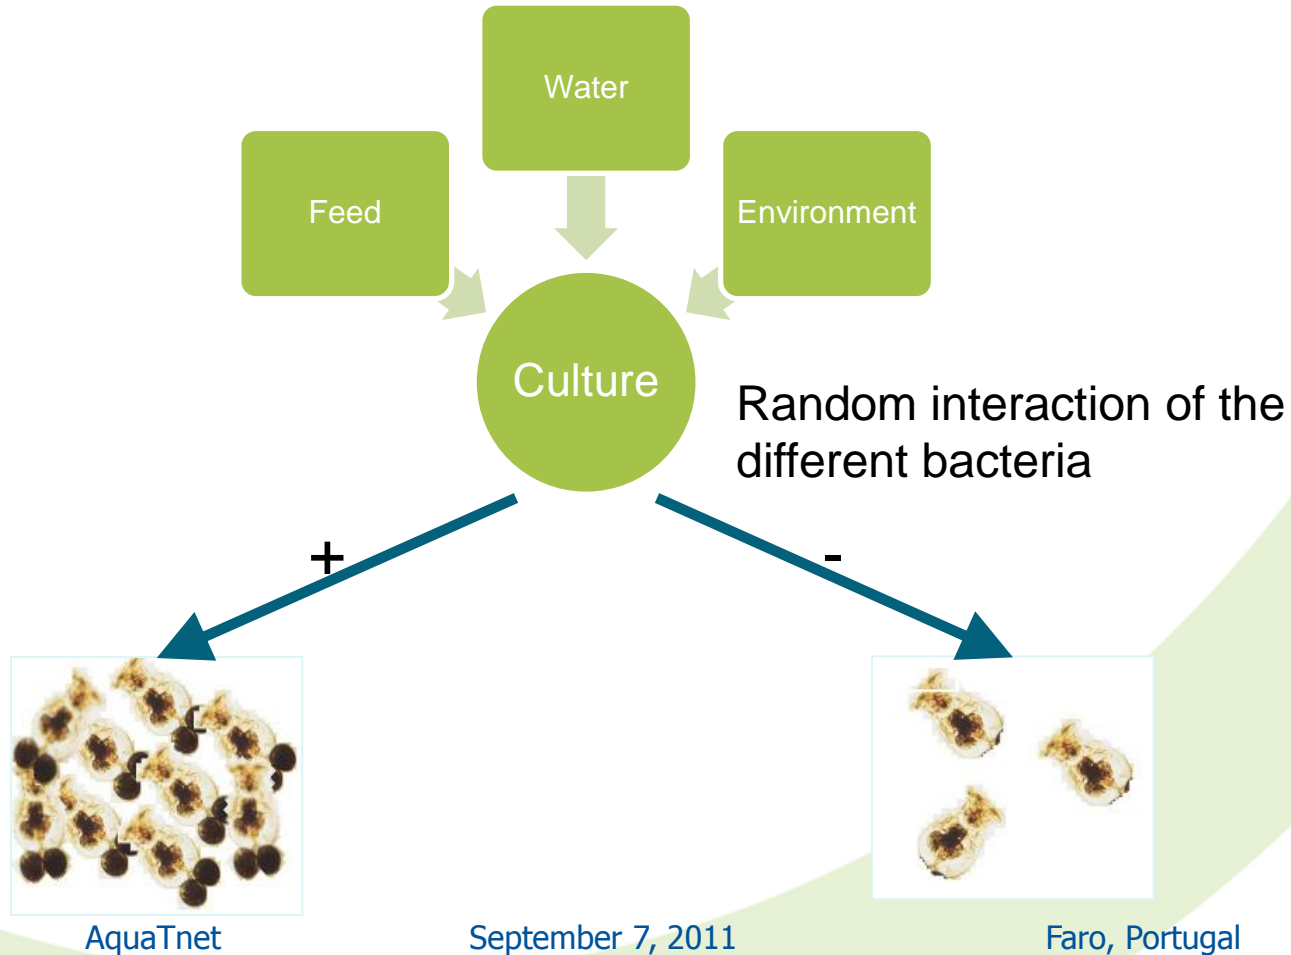 Water
Feed
Environment
Culture
Random interaction of the
different bacteria
+
-
AquaTnet
September 7, 2011
Faro, Portugal